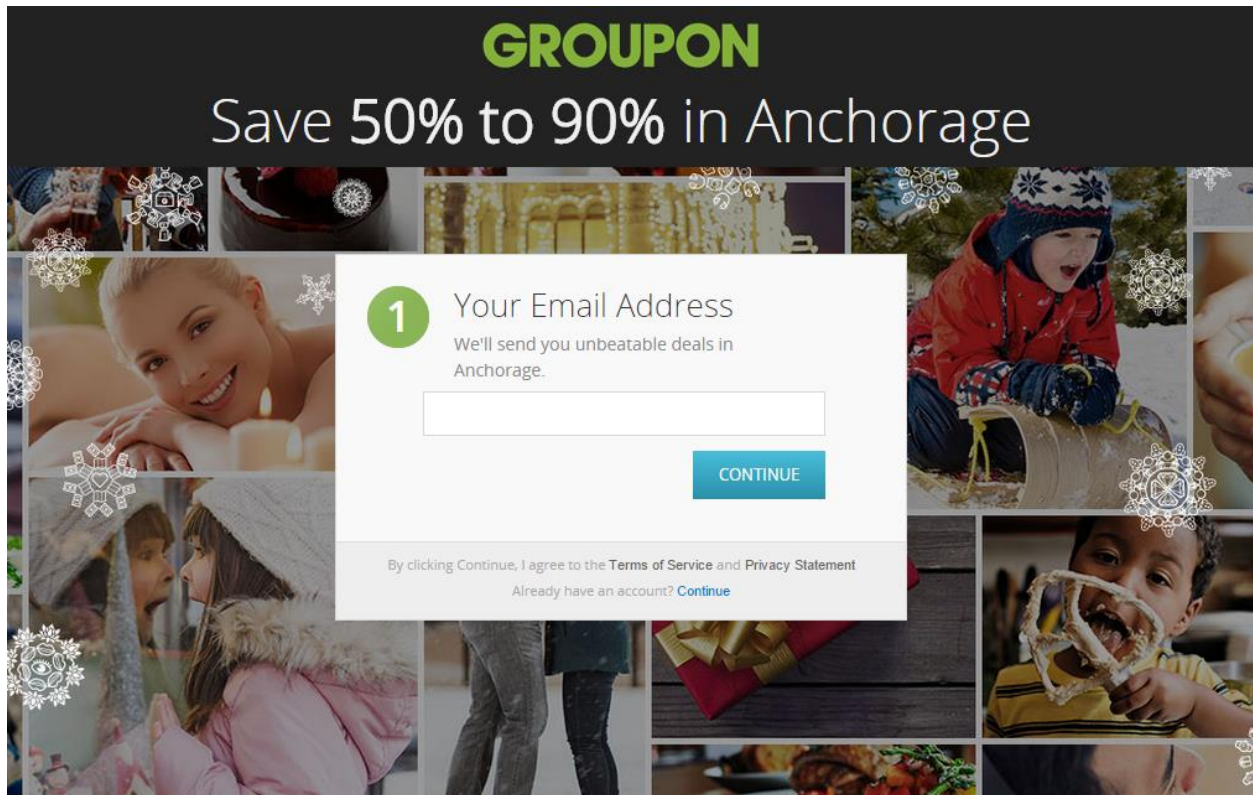 GROUPON
Save 50% to 90% in Anchorage
1
Your Email Address
We'll send you unbeatable deals in
Anchorage.
CONTINUE
By clicking Continue, I agree to the Terms of Service and Privacy Statement
Already have an account? Continue